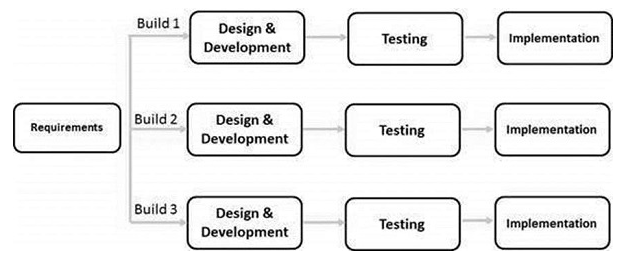 Build 1
Design &
Development
Testing
Implementation
Requirements
Build 2
Design &
Development
Testing
Implementation
Build 3
Design &
Development
Testing
Implementation